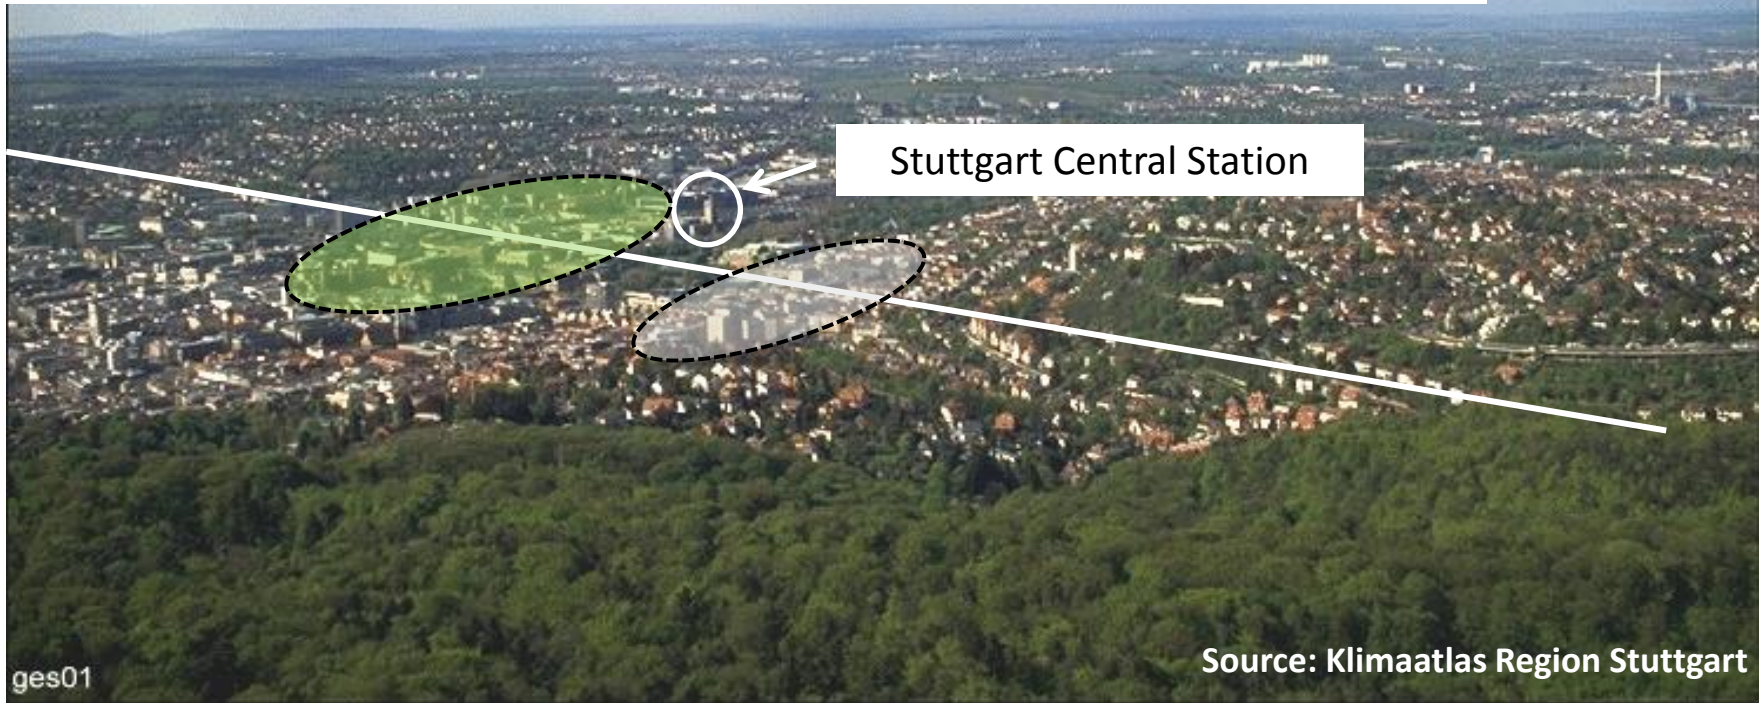 Stuttgart Central Station
Source: Klimaatlas Region Stuttgart
ges01